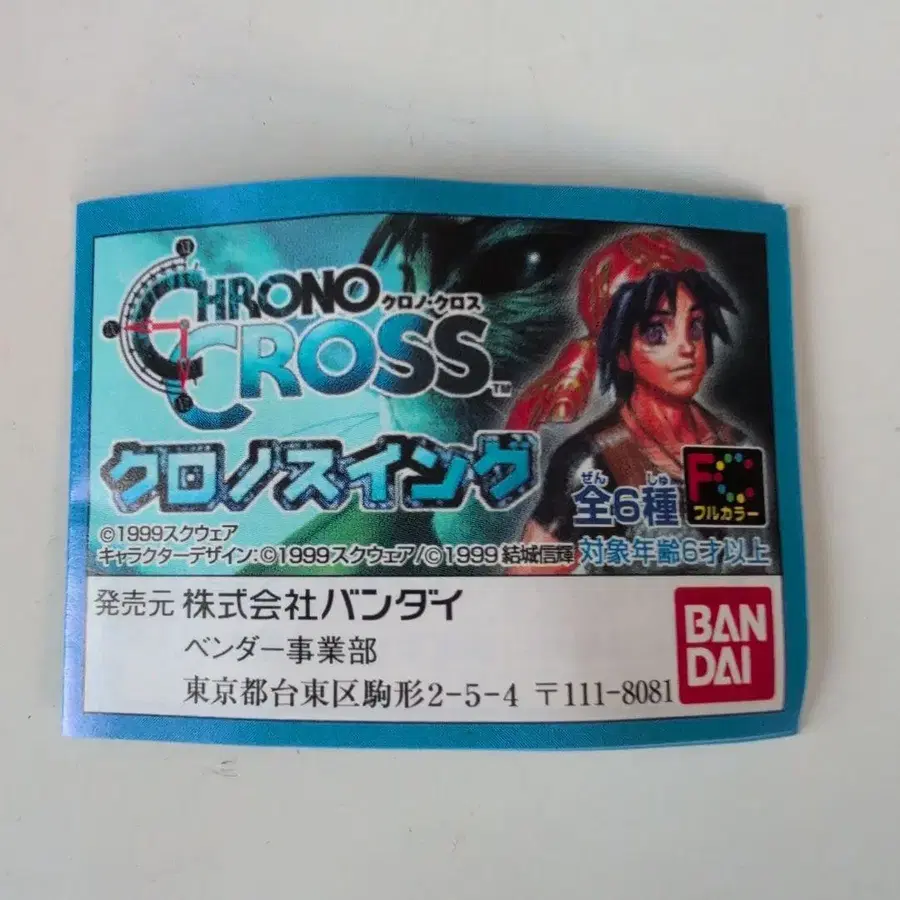 CHRONO
クロノ・クロス
CROSS™
クロノスイング
ぜん しゅ
全6種
FC
フルカラー
©1999スクウェア
キャラクターデザイン:©1999スクウェア/©1999 結城信輝
対象年齢6才以上
発売元 株式会社バンダイ
ベンダー事業部
東京都台東区駒形2-5-4 〒111-8081
BAN
DAI